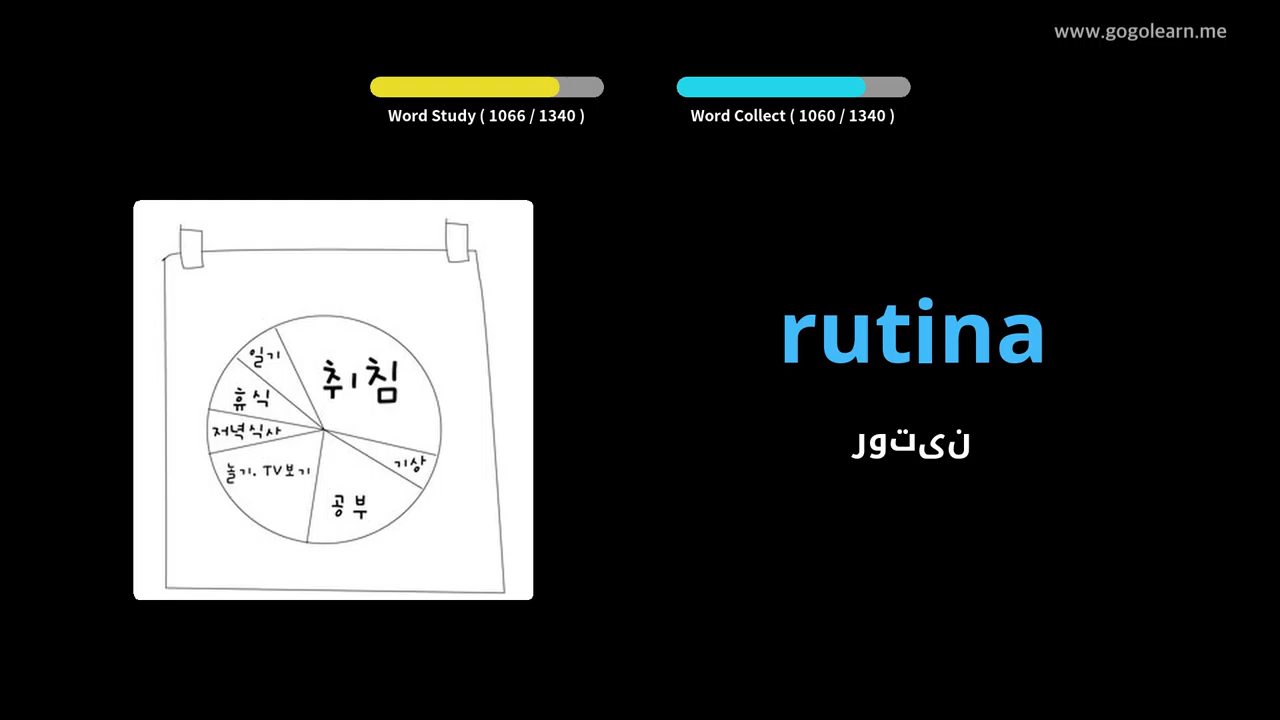 www.gogolearn.me
Word Study ( 1066 / 1340 )
Word Collect ( 1060 / 1340 )
일기
취침
휴식
저녁식사
놀기. TV보기
기상
공부
rutina
روتین